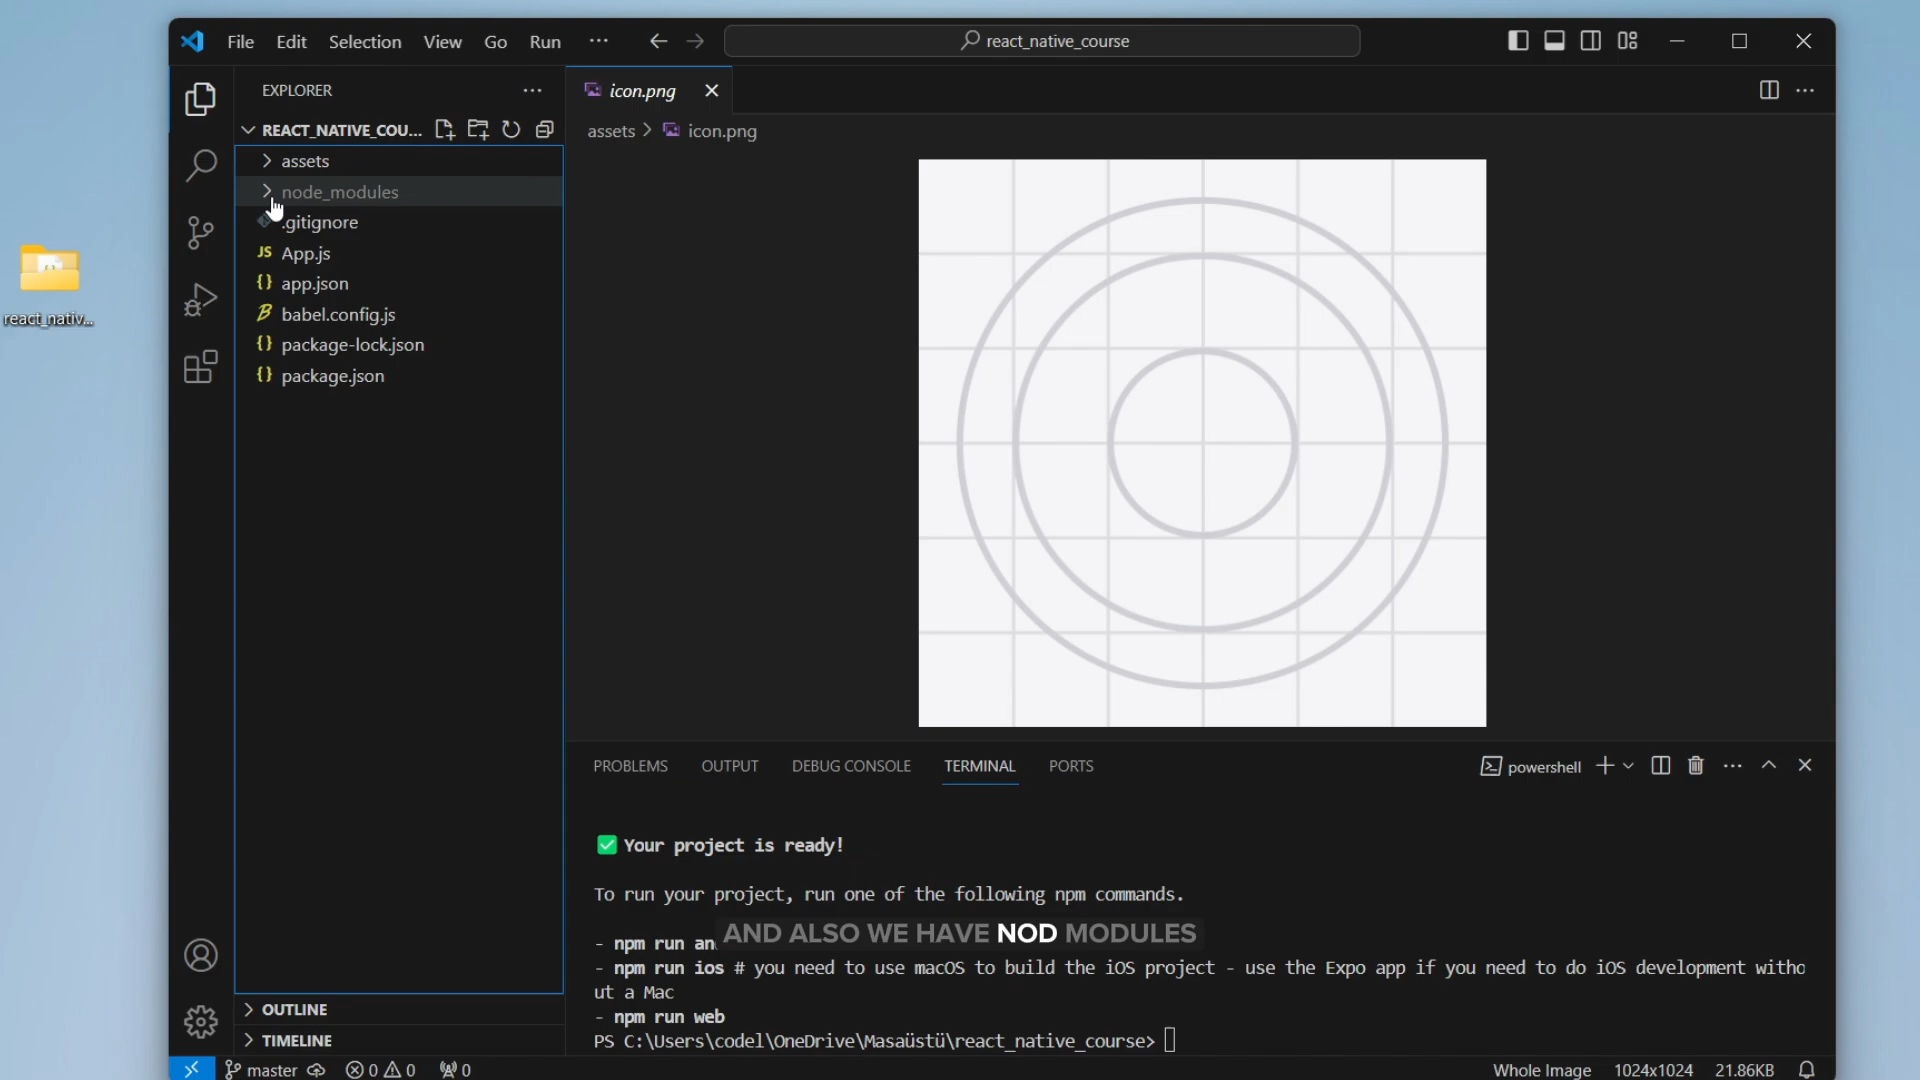 File Edit Selection View Go Run ...
react_native_course
EXPLORER
REACT_NATIVE_COU...
assets
node_modules
.gitignore
JS App.js
{} app.json
babel.config.js
{} package-lock.json
{} package.json
OUTLINE
TIMELINE
icon.png
assets > icon.png
react_nativ...
PROBLEMS OUTPUT DEBUG CONSOLE TERMINAL PORTS
powershell
Your project is ready!
To run your project, run one of the following npm commands.
- npm run an
AND ALSO WE HAVE NOD MODULES
- npm run ios # you need to use macOS to build the iOS project - use the Expo app if you need to do iOS development witho
ut a Mac
- npm run web
PS C:\Users\codel\OneDrive\Masaüstü\react_native_course>
master 0 0 0
Whole Image 1024x1024 21.86KB